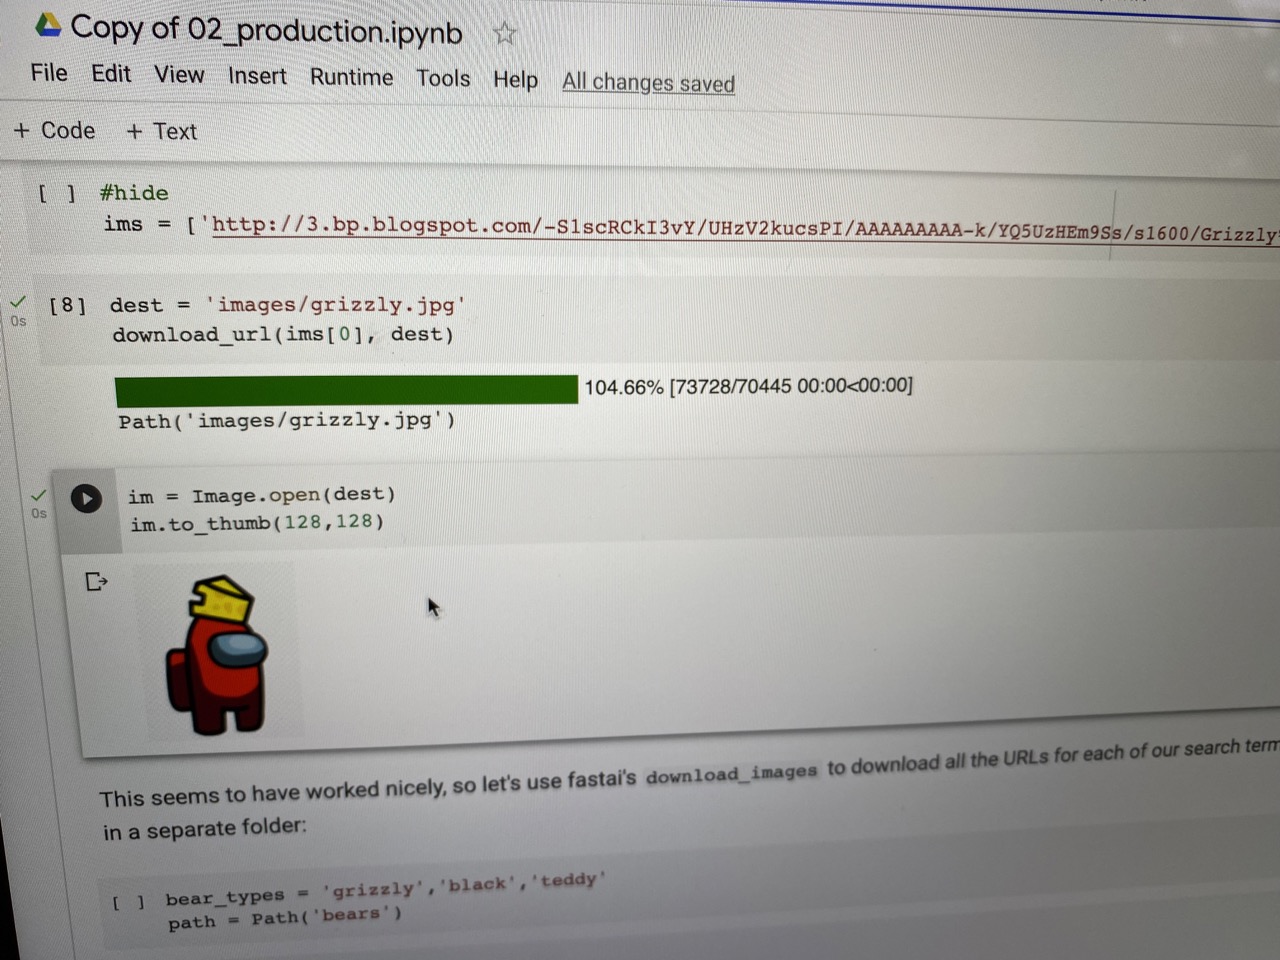 Copy of 02_production.ipynb
File Edit View Insert Runtime Tools Help All changes saved
+ Code + Text
[ ] #hide
ims = ['http://3.bp.blogspot.com/-S1scRCkI3vY/UHzV2kucsPI/AAAAAAAAA-k/YQ5UzHEm9Ss/s1600/Grizzly
[8] dest = 'images/grizzly.jpg'
0s
download_url(ims[0], dest)
104.66% [73728/70445 00:00<00:00]
Path('images/grizzly.jpg')
im = Image.open(dest)
0s
im.to_thumb(128,128)
This seems to have worked nicely, so let's use fastai's download_images to download all the URLs for each of our search term
in a separate folder:
[ ] bear_types = 'grizzly','black','teddy'
path = Path('bears')